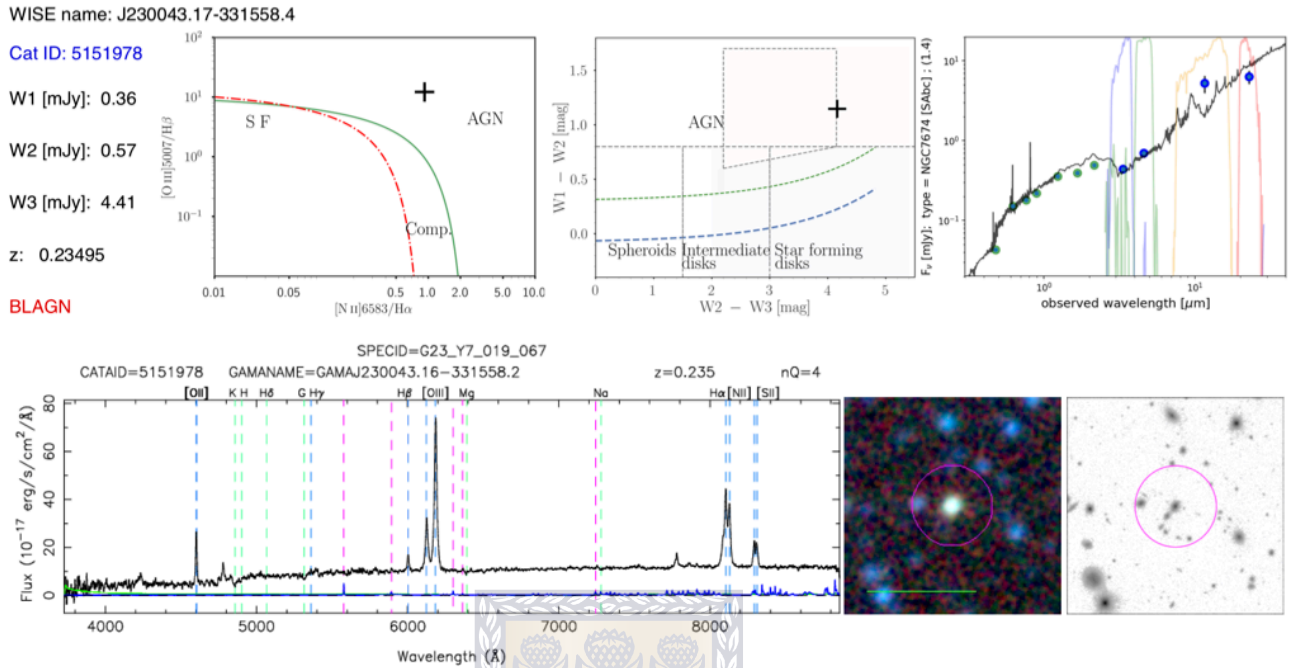 WISE name: J230043.17-331558.4
Cat ID: 5151978
W1 [mJy]: 0.36
W2 [mJy]: 0.57
W3 [mJy]: 4.41
z: 0.23495
BLAGN
10²
10¹
10⁰
10⁻¹
[O III]5007/Hβ
S F
AGN
Comp.
0.01
0.05
0.5
1.0
2.0
5.0
10.0
[N II]6583/Hα
1.5
1.0
0.5
0.0
W1 − W2 [mag]
AGN
Spheroids
Intermediate disks
Star forming disks
0
1
2
3
4
5
W2 − W3 [mag]
Fᵥ [mJy]; type = NGC7674 [SAbc] ; (1.4)
10¹
10⁰
10⁻¹
10⁰
10¹
observed wavelength [μm]
SPECID=G23_Y7_019_067
CATAID=5151978 GAMANAME=GAMAJ230043.16−331558.2 z=0.235 nQ=4
[OII] K H Hδ G Hγ Hβ [OIII] Mg Na Hα [NII] [SII]
80
60
40
20
0
Flux (10⁻¹⁷ erg/s/cm²/Å)
4000 5000 6000 7000 8000
Wavelength (Å)